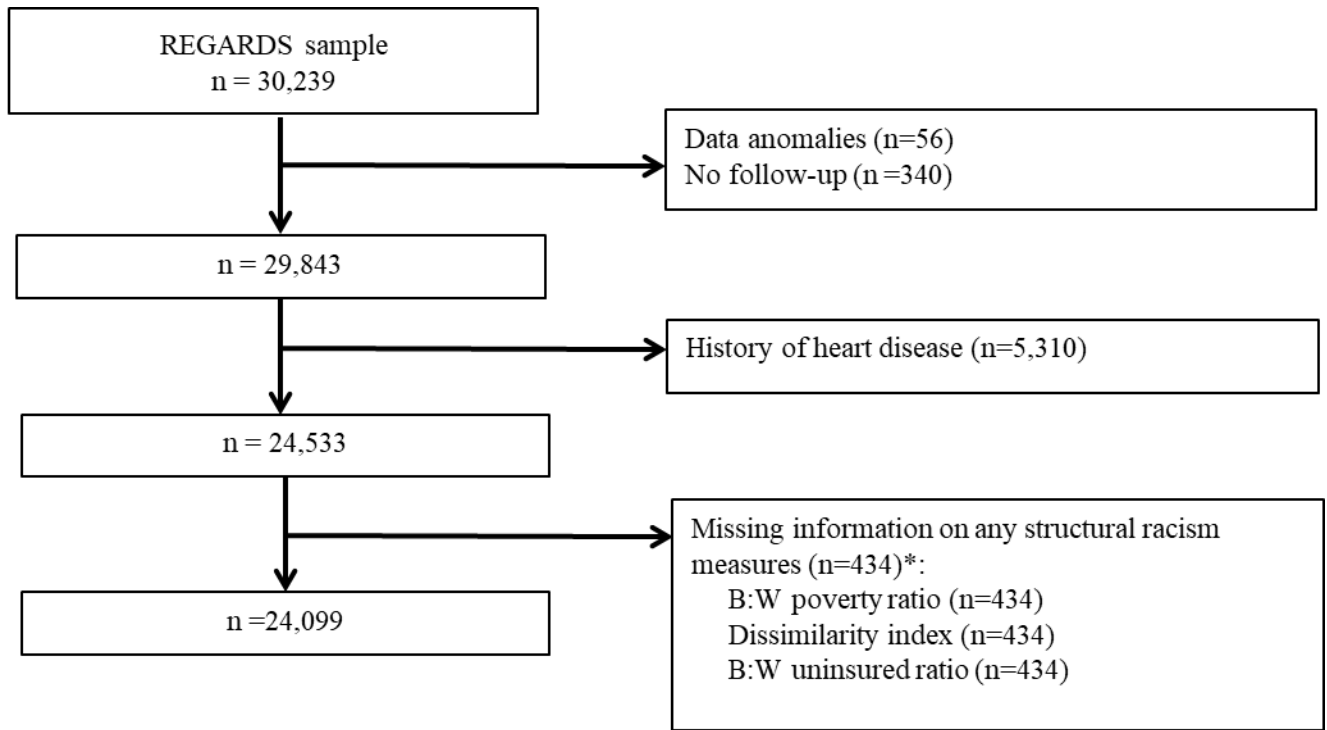 REGARDS sample
n = 30,239
Data anomalies (n=56)
No follow-up (n =340)
n = 29,843
History of heart disease (n=5,310)
n = 24,533
Missing information on any structural racism
measures (n=434)*:
B:W poverty ratio (n=434)
Dissimilarity index (n=434)
B:W uninsured ratio (n=434)
n =24,099